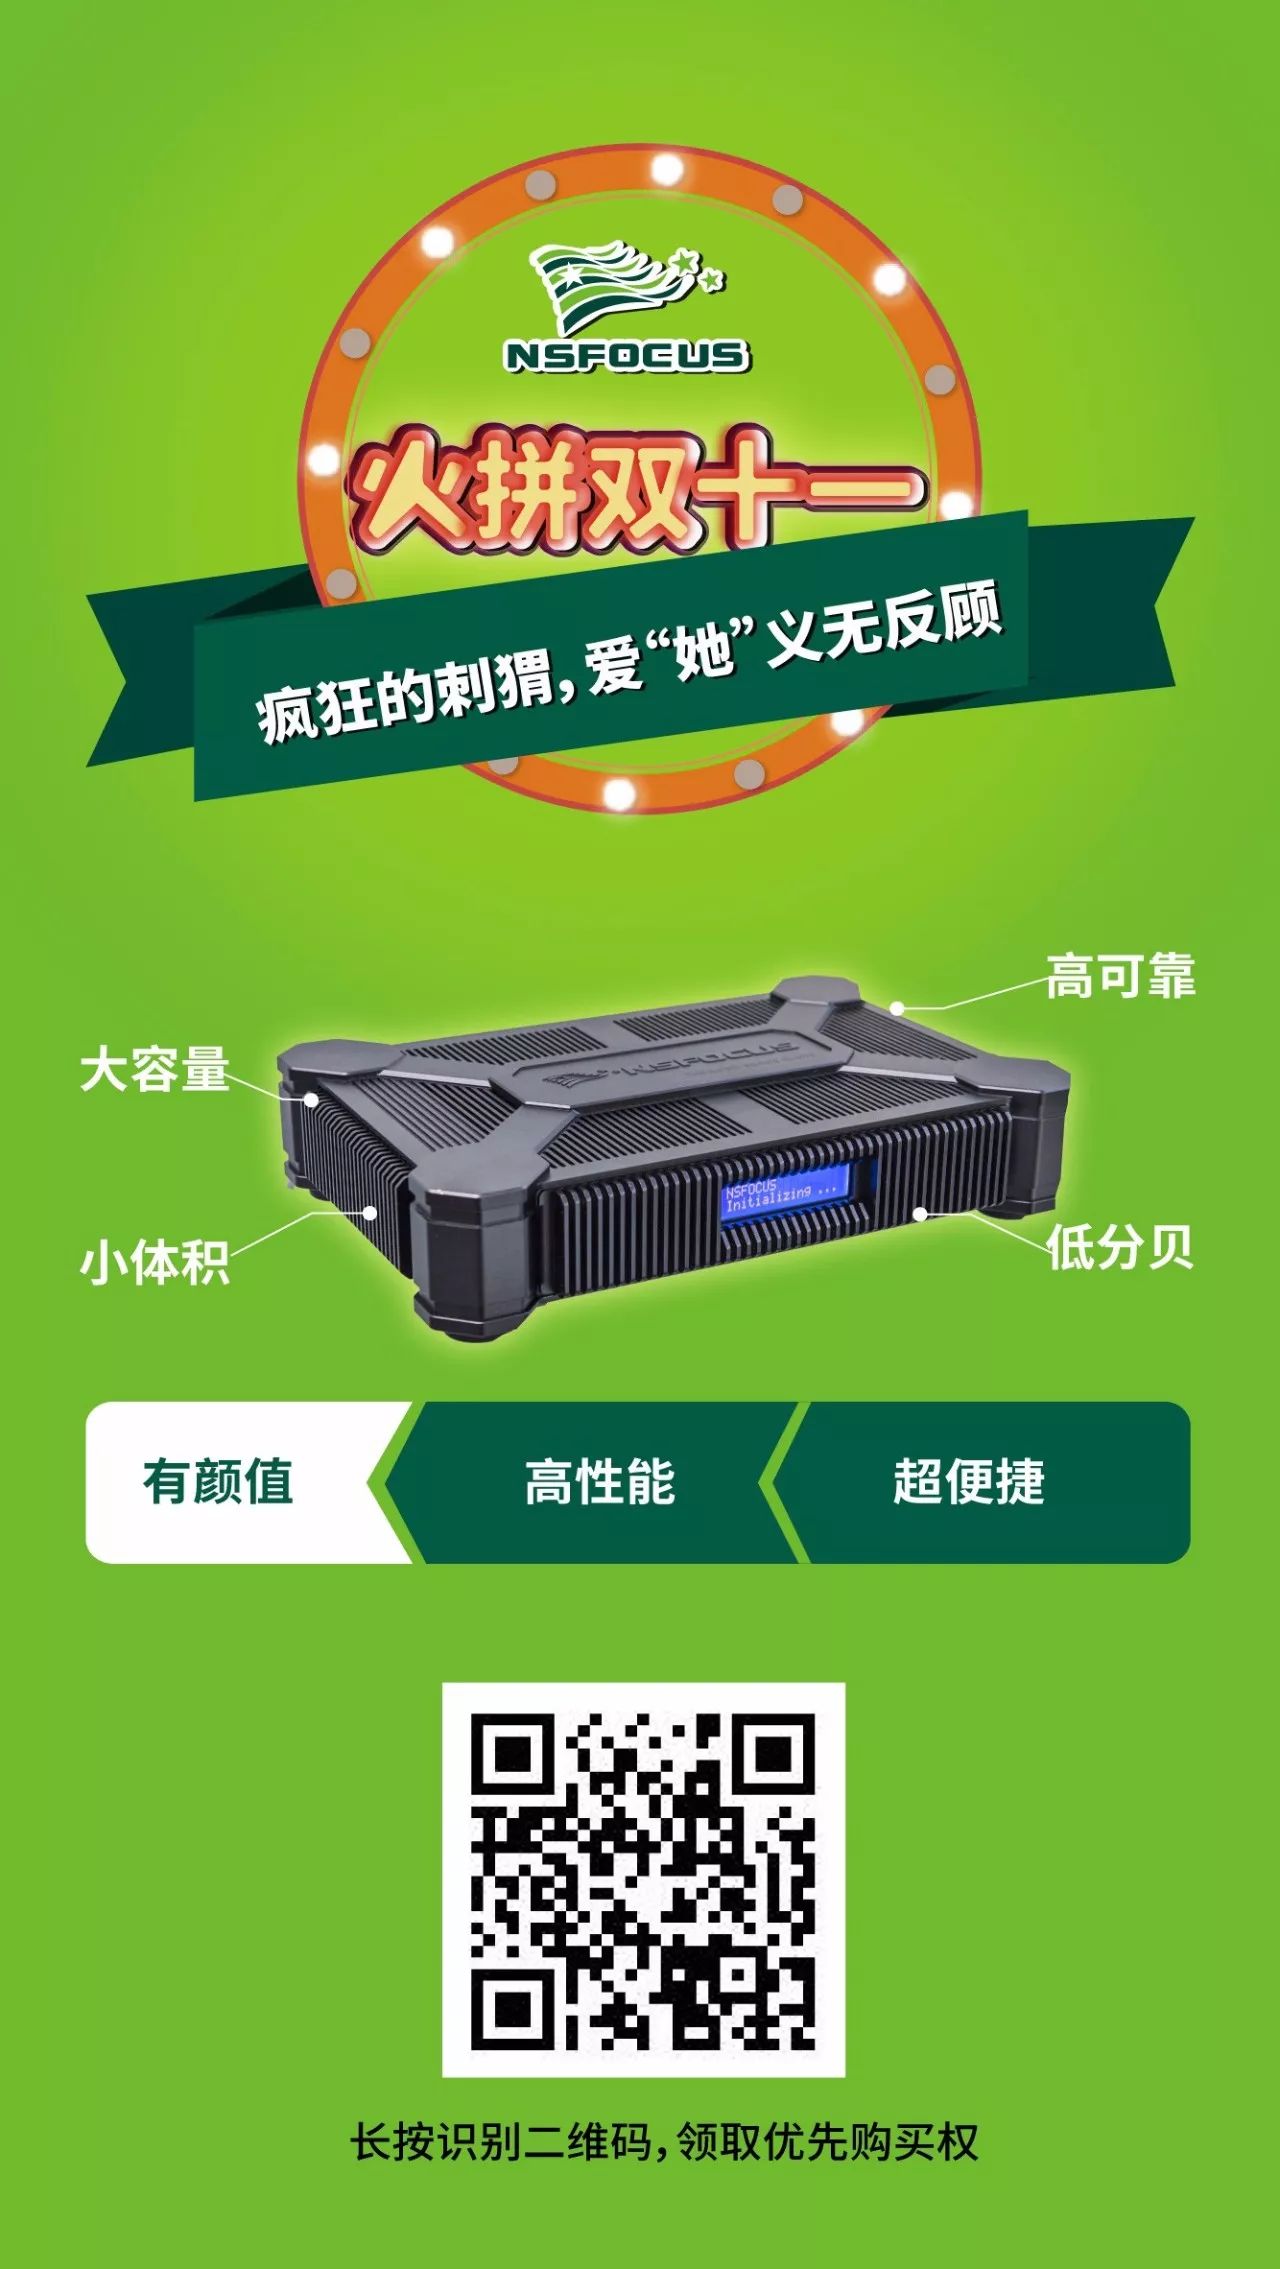 NSFOCUS
火拼双十一
疯狂的刺猬，爱“她”义无反顾
高可靠
大容量
NSFOCUS
NSFOCUS
Initializing ...
小体积
低分贝
有颜值
高性能
超便捷
长按识别二维码，领取优先购买权